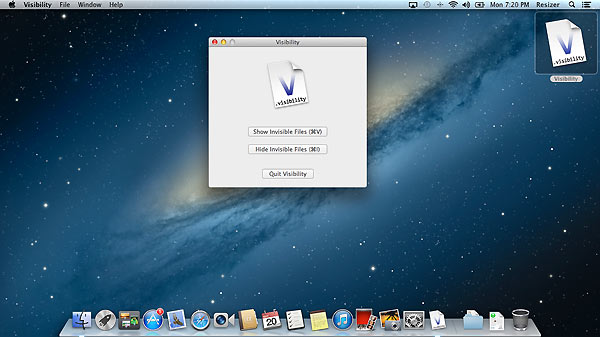 Visibility File Window Help
Mon 7:20 PM Resizer
Visibility
V
.visibility
Show Invisible Files (⌘V)
Hide Invisible Files (⌘I)
Quit Visibility
V
.visibility
Visibility
20